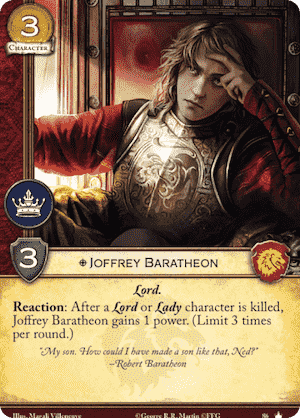 3
CHARACTER
3
JOFFREY BARATHEON
Lord.
Reaction: After a Lord or Lady character is killed,
Joffrey Baratheon gains 1 power. (Limit 3 times
per round.)
"My son. How could I have made a son like that, Ned?"
–Robert Baratheon
Illus. Magali Villeneuve © George R.R. Martin ©FFG 86